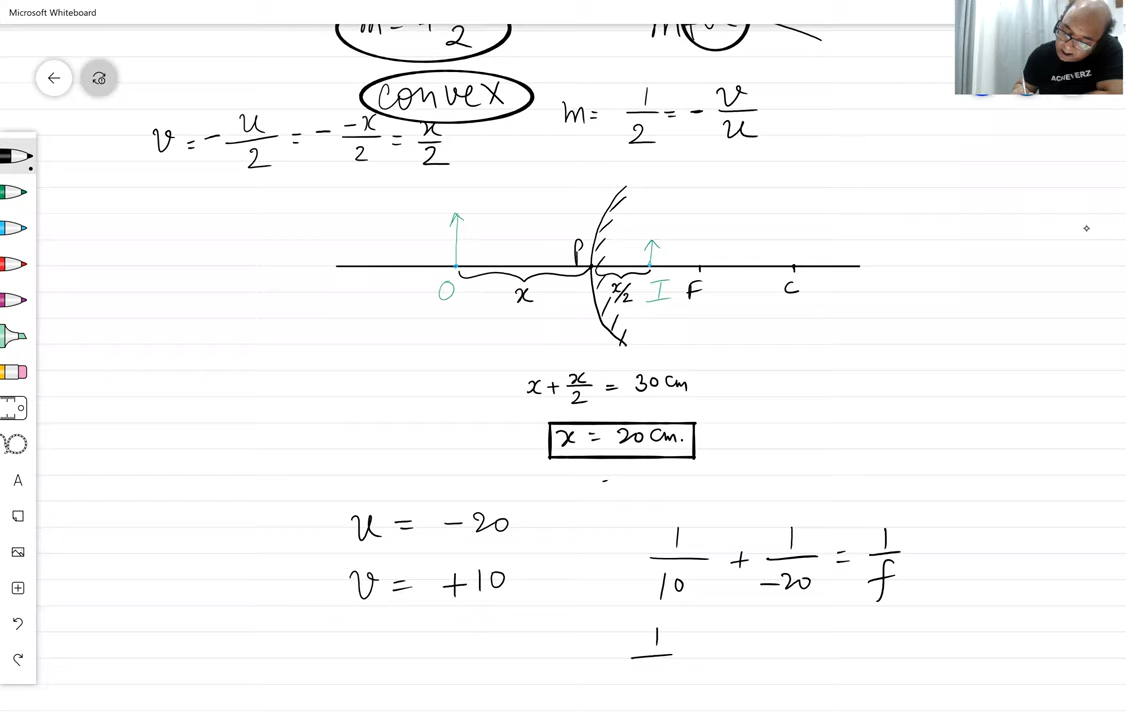 Microsoft Whiteboard
ACHIEVERZ
convex
m = 1/2 = - v/u
v = - u/2 = - -x/2 = x/2
P
O x x/2 I F C
x + x/2 = 30 cm
x = 20 cm.
u = -20
v = +10
1/10 + 1/-20 = 1/f
1
A